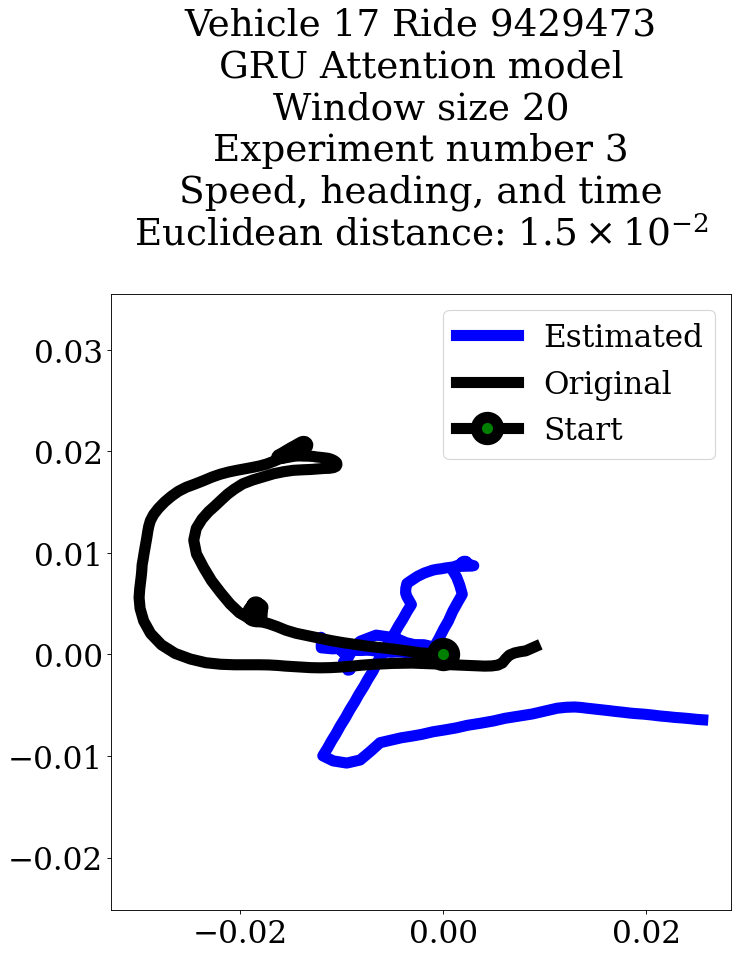 Vehicle 17 Ride 9429473
GRU Attention model
Window size 20
Experiment number 3
Speed, heading, and time
Euclidean distance: 1.5 × 10⁻²
Estimated
Original
Start
0.03
0.02
0.01
0.00
−0.01
−0.02
−0.02 0.00 0.02